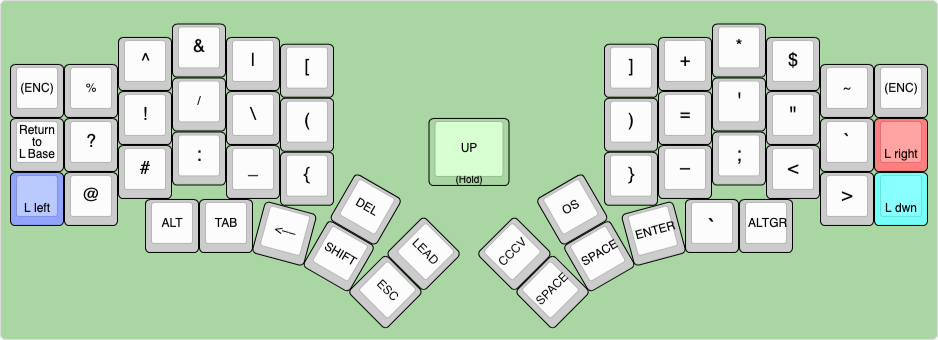 (ENC) % ^ & | [ ] + * $ ~ (ENC)
Return
to
L Base
? ! / \ ( ) = ' " ` L right
L left @ # : _ { } – ; < > L dwn
UP
(Hold)
ALT TAB <— DEL OS ENTER ` ALTGR
SHIFT LEAD CCCV SPACE
ESC SPACE